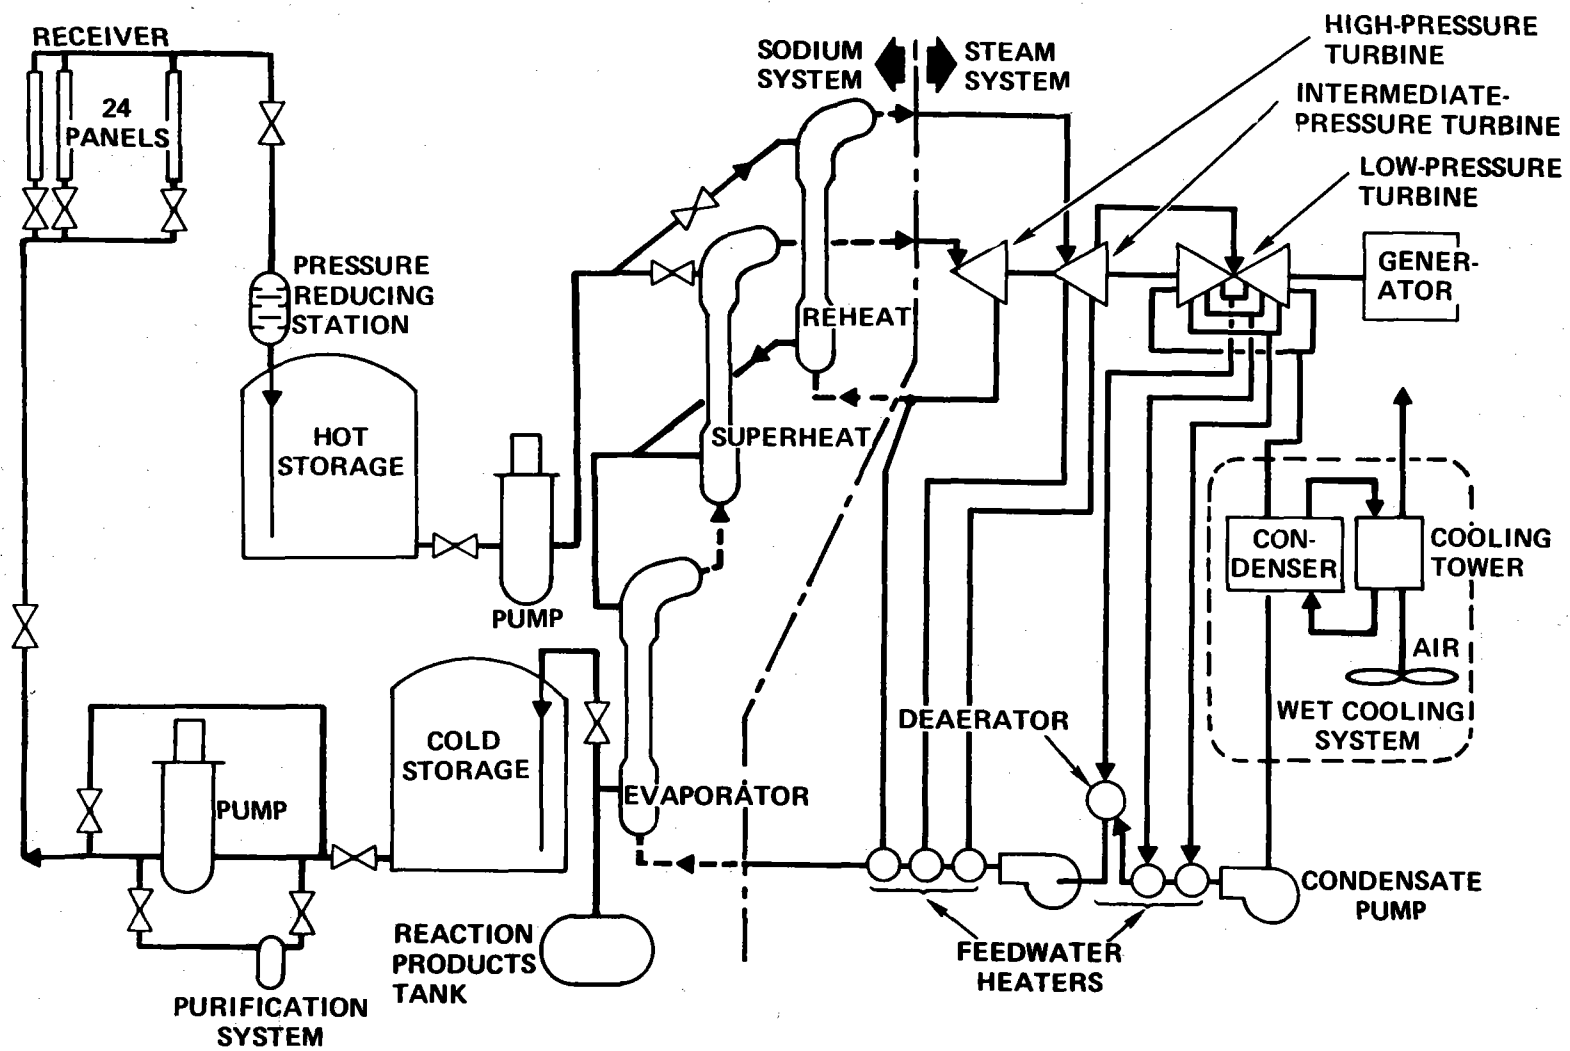 RECEIVER
24
PANELS
SODIUM
SYSTEM
STEAM
SYSTEM
HIGH-PRESSURE
TURBINE
INTERMEDIATE-
PRESSURE TURBINE
LOW-PRESSURE
TURBINE
GENER-
ATOR
PRESSURE
REDUCING
STATION
REHEAT
HOT
STORAGE
SUPERHEAT
PUMP
CON-
DENSER
COOLING
TOWER
AIR
WET COOLING
SYSTEM
DEAERATOR
COLD
STORAGE
EVAPORATOR
PUMP
CONDENSATE
PUMP
FEEDWATER
HEATERS
REACTION
PRODUCTS
TANK
PURIFICATION
SYSTEM